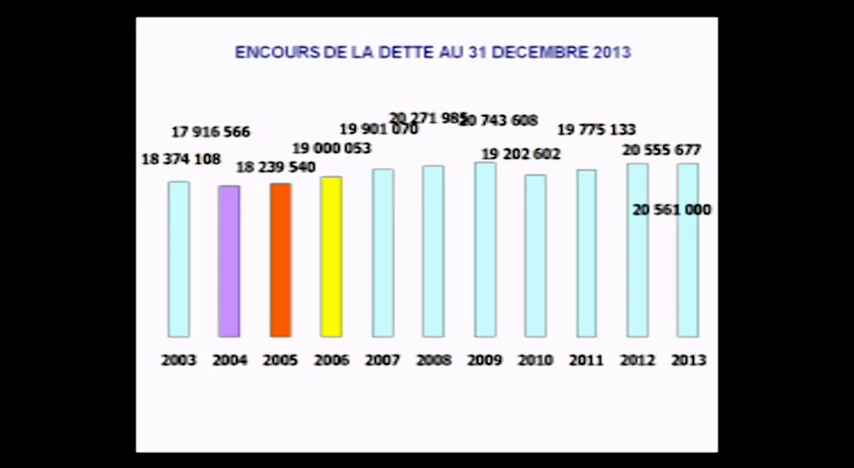 ENCOURS DE LA DETTE AU 31 DECEMBRE 2013
18 374 108
17 916 566
18 239 540
19 000 053
19 901 070
20 271 985
20 743 608
19 202 602
19 775 133
20 555 677
20 561 000
2003 2004 2005 2006 2007 2008 2009 2010 2011 2012 2013